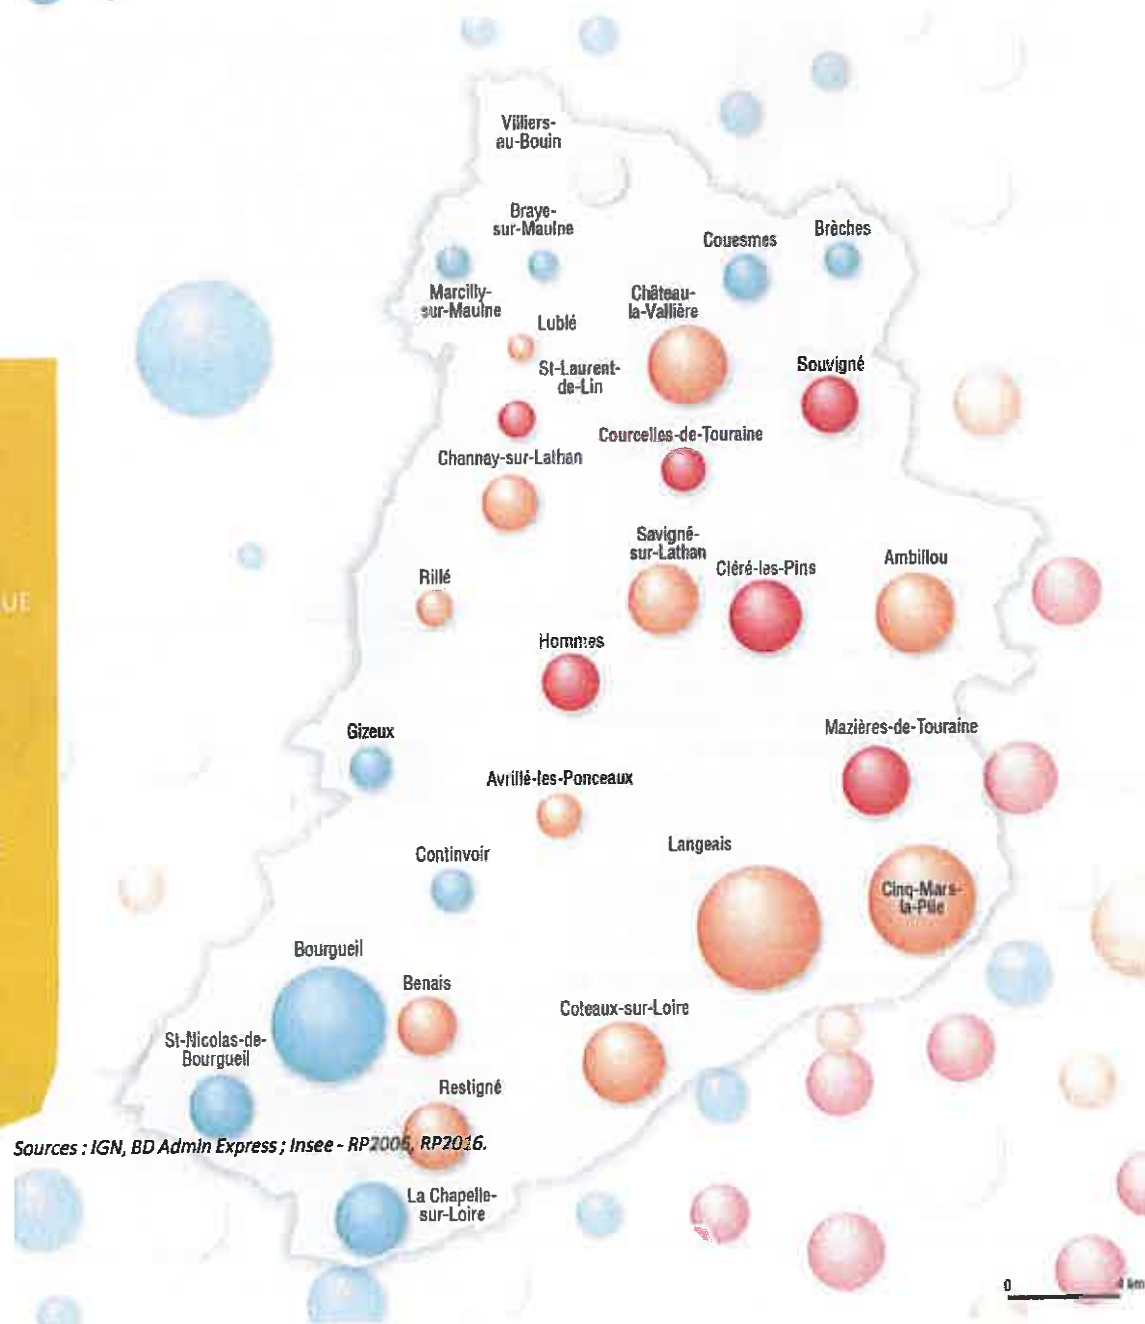 Villiers-
au-Bouin
Braye-
sur-Maulne
Couesmes
Brèches
Marcilly-
sur-Maulne
Château-
la-Vallière
Lublé
St-Laurent-
de-Lin
Souvigné
Courcelles-de-Touraine
Channay-sur-Lathan
Savigné-
sur-Lathan
Cléré-les-Pins
Ambillou
Rillé
UE
Hommes
Gizeux
Mazières-de-Touraine
Avrillé-les-Ponceaux
Langeais
Continvoir
Cinq-Mars-
la-Pile
Bourgueil
Benais
Coteaux-sur-Loire
St-Nicolas-de-
Bourgueil
Restigné
Sources : IGN, BD Admin Express ; Insee - RP2006, RP2016.
La Chapelle-
sur-Loire
0
km